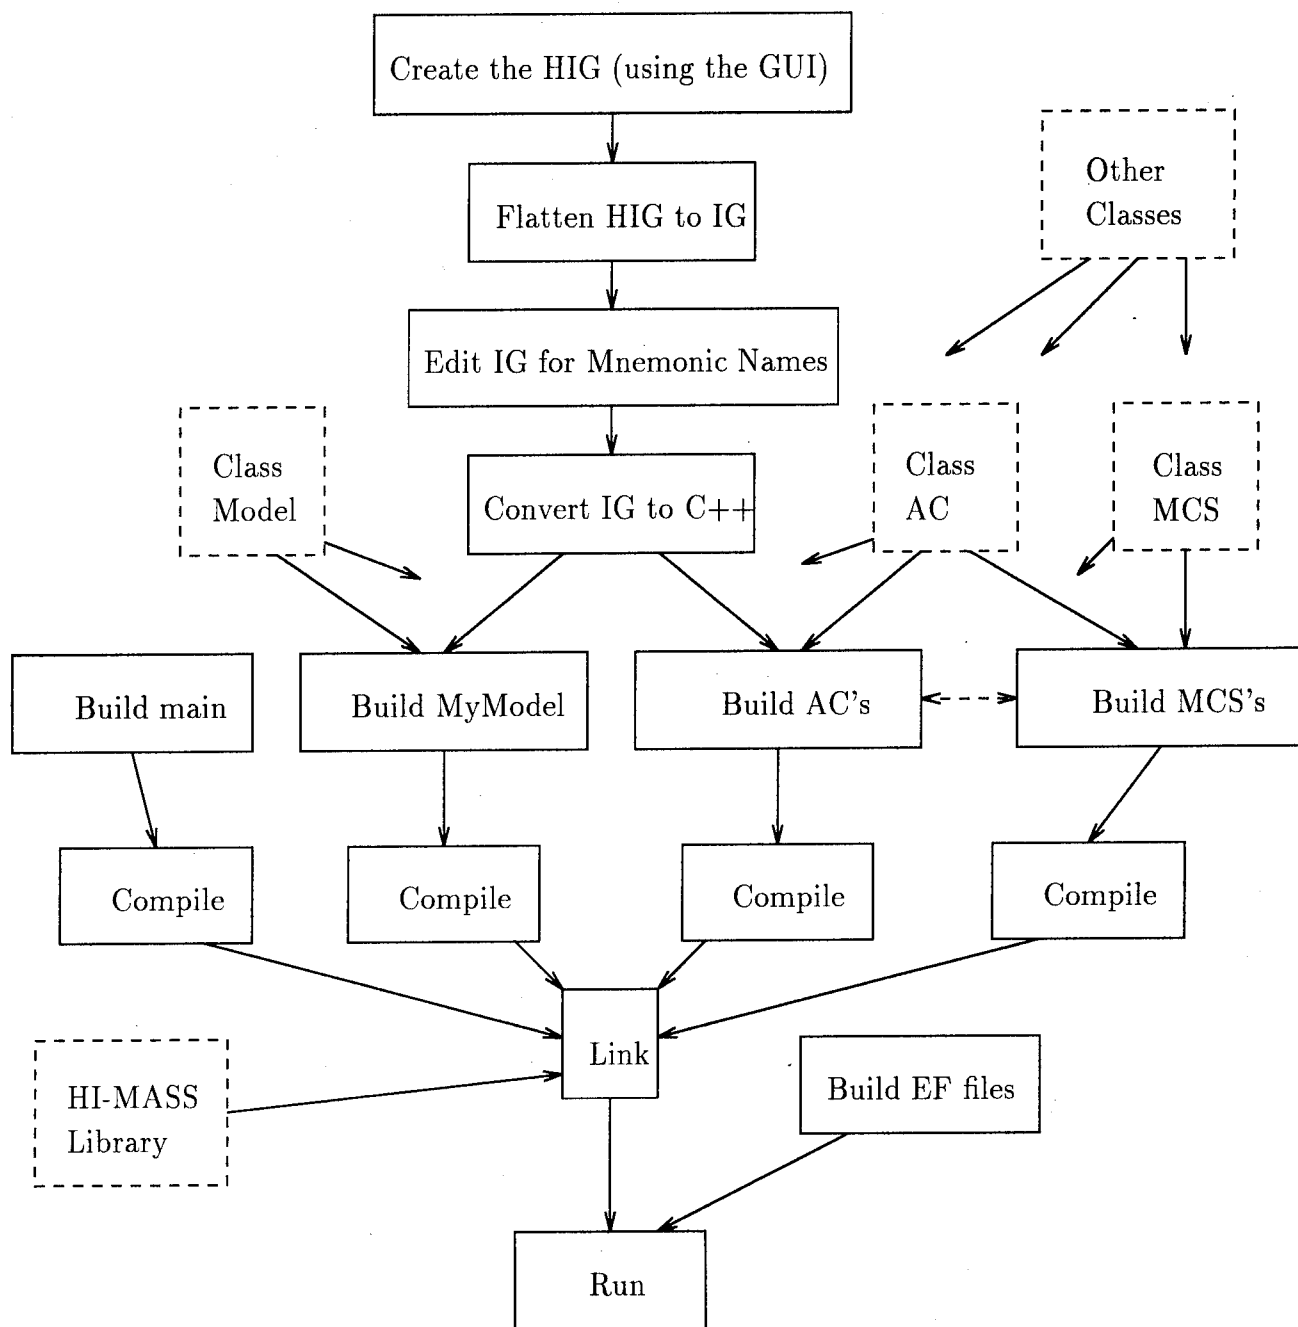 Create the HIG (using the GUI)
Other
Classes
Flatten HIG to IG
Edit IG for Mnemonic Names
Class
Model
Convert IG to C++
Class
AC
Class
MCS
Build main
Build MyModel
Build AC's
Build MCS's
Compile
Compile
Compile
Compile
HI-MASS
Library
Link
Build EF files
Run